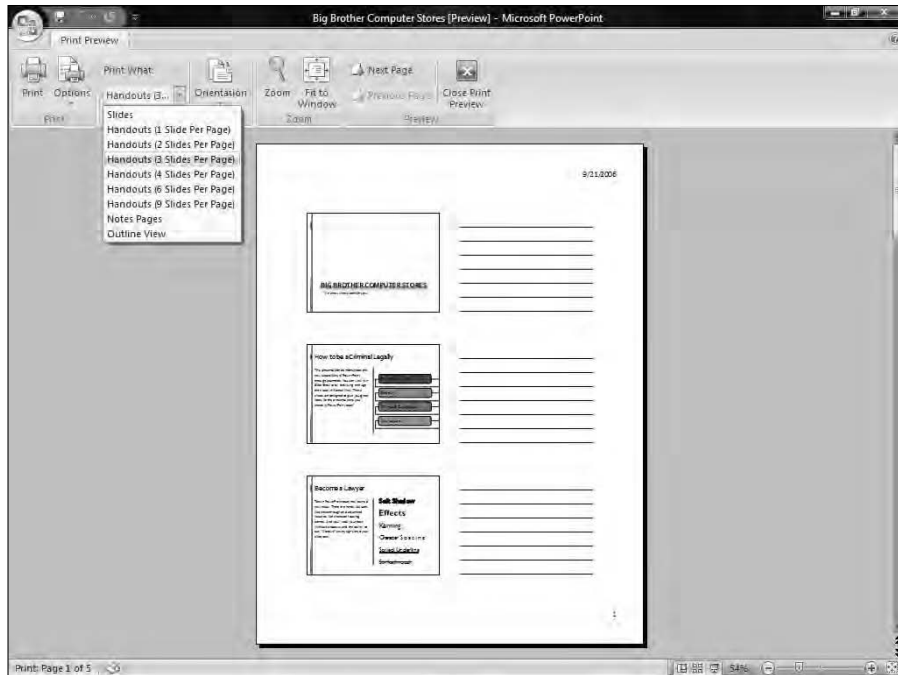 Big Brother Computer Stores [Preview] - Microsoft PowerPoint
Print Preview
Print What:
Handouts (3...
Print
Options
Orientation
Zoom
Fit to
Window
Next Page
Previous Page
Close Print
Preview
Print
Zoom
Preview
Slides
Handouts (1 Slide Per Page)
Handouts (2 Slides Per Page)
Handouts (3 Slides Per Page)
Handouts (4 Slides Per Page)
Handouts (6 Slides Per Page)
Handouts (9 Slides Per Page)
Notes Pages
Outline View
9/21/2006
BIG BROTHER COMPUTER STORES
How to be a Criminal Legally
Become a Lawyer
Soft Shadow
Effects
Kerning
Character Spacing
Styled Underline
Strikethrough
1
Print: Page 1 of 5
54%